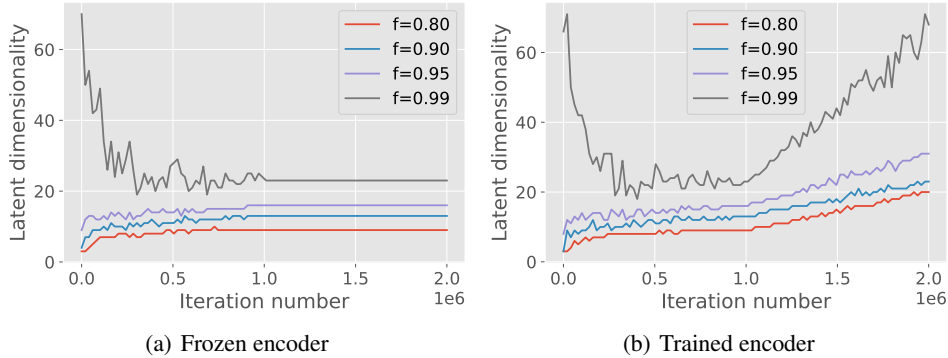 Latent dimensionality
60
40
20
0
f=0.80
f=0.90
f=0.95
f=0.99
0.0 0.5 1.0 1.5 2.0
Iteration number 1e6
(a) Frozen encoder
Latent dimensionality
60
40
20
0
f=0.80
f=0.90
f=0.95
f=0.99
0.0 0.5 1.0 1.5 2.0
Iteration number 1e6
(b) Trained encoder